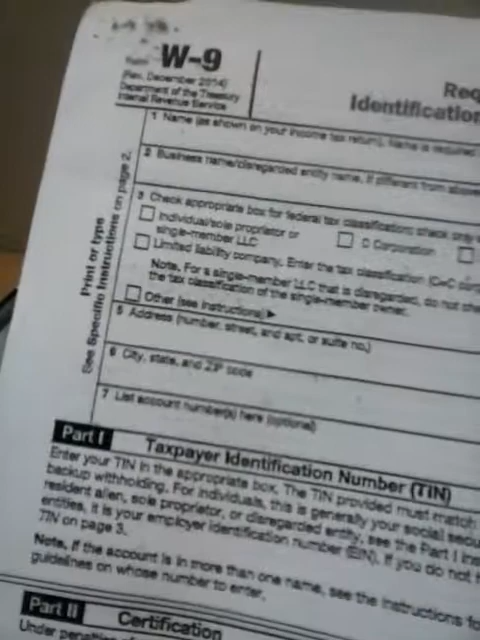 Form W-9
(Rev. December 2014)
Department of the Treasury
Internal Revenue Service
Req
Identification
1 Name (as shown on your income tax return). Name is required
2 Business name/disregarded entity name, if different from above
3 Check appropriate box for federal tax classification; check only
Individual/sole proprietor or
single-member LLC
C Corporation
Limited liability company. Enter the tax classification (C=C
Note. For a single-member LLC that is disregarded, do not
the tax classification of the single-member owner.
Other (see instructions)
5 Address (number, street, and apt. or suite no.)
6 City, state, and ZIP code
7 List account number(s) here (optional)
Print or type
See Specific Instructions on page 2.
Part I Taxpayer Identification Number (TIN)
Enter your TIN in the appropriate box. The TIN provided must match
backup withholding. For individuals, this is generally your social secu
resident alien, sole proprietor, or disregarded entity, see the Part I ins
entities, it is your employer identification number (EIN). If you do not
TIN on page 3.
Note. If the account is in more than one name, see the instructions fo
guidelines on whose number to enter.
Part II Certification
Under penalties